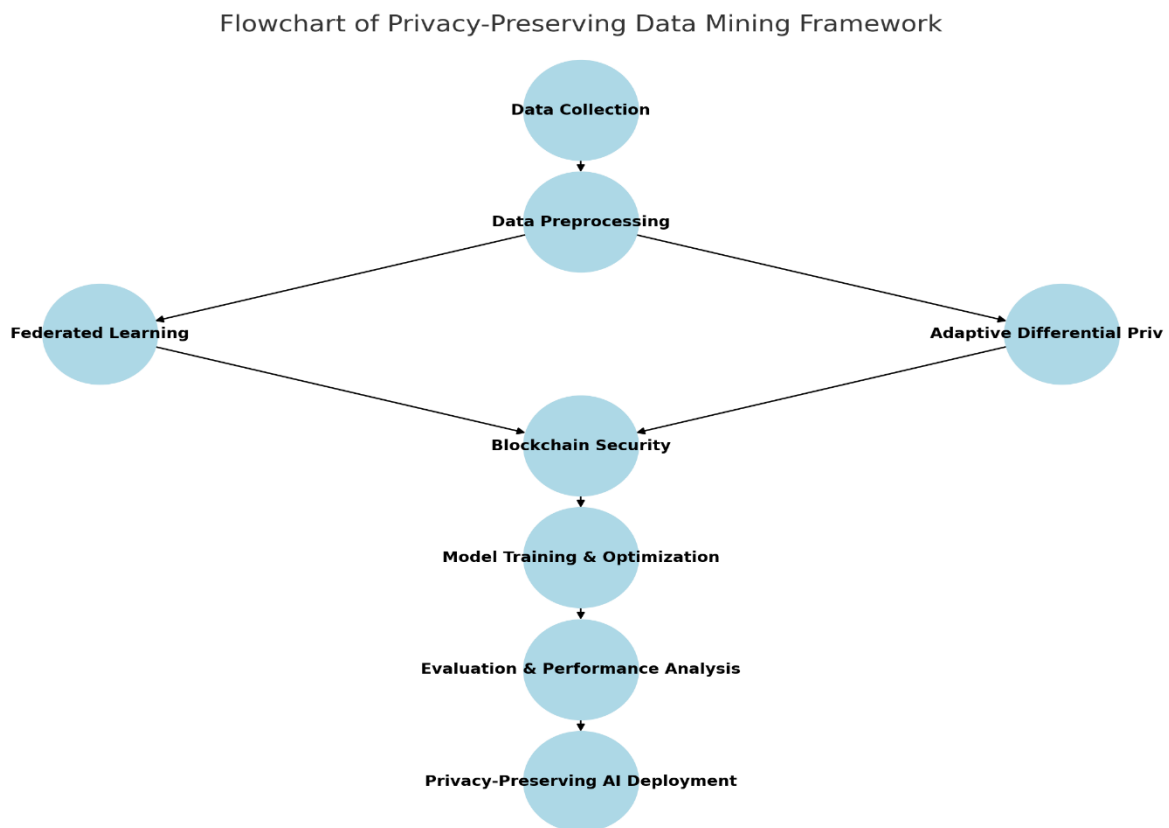 Flowchart of Privacy-Preserving Data Mining Framework
Data Collection
Data Preprocessing
Federated Learning
Adaptive Differential Priv
Blockchain Security
Model Training & Optimization
Evaluation & Performance Analysis
Privacy-Preserving AI Deployment